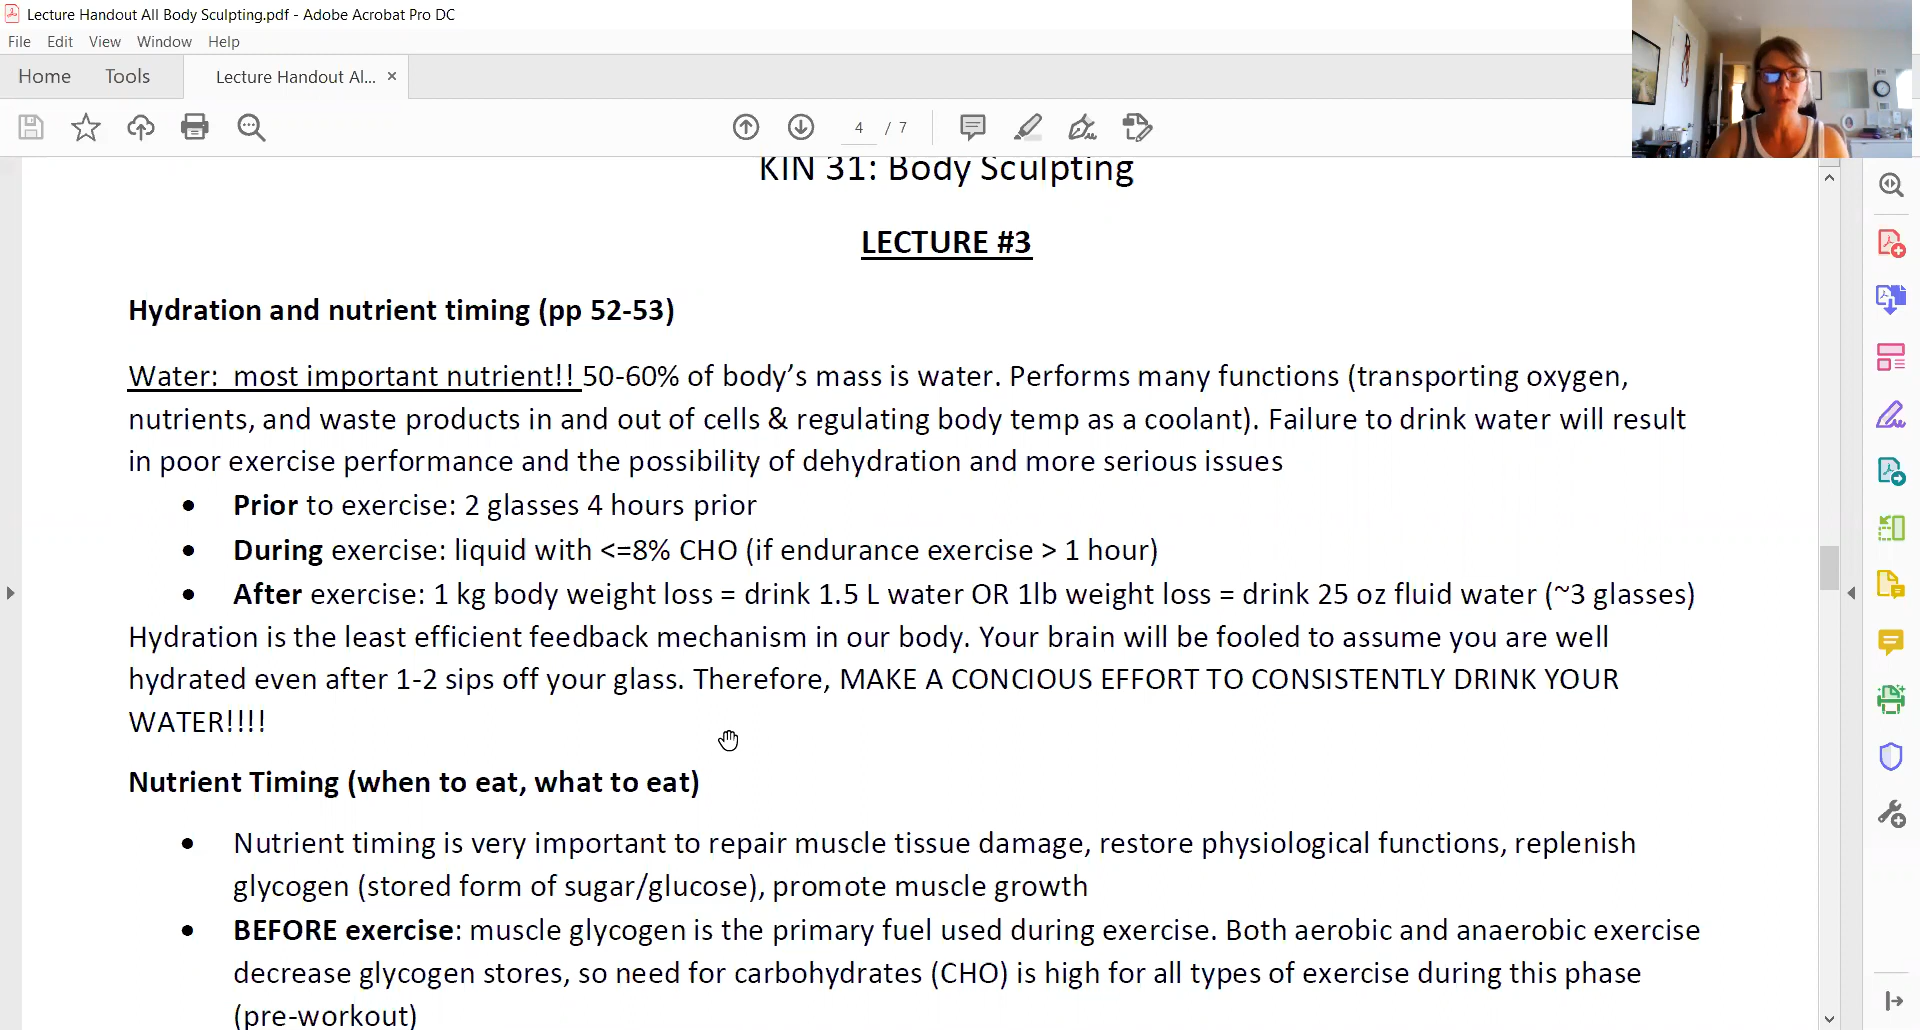 Lecture Handout All Body Sculpting.pdf - Adobe Acrobat Pro DC
File Edit View Window Help
Home Tools Lecture Handout Al... ×
4 / 7
KIN 31: Body Sculpting
LECTURE #3
Hydration and nutrient timing (pp 52-53)
Water: most important nutrient!! 50-60% of body’s mass is water. Performs many functions (transporting oxygen,
nutrients, and waste products in and out of cells & regulating body temp as a coolant). Failure to drink water will result
in poor exercise performance and the possibility of dehydration and more serious issues
• Prior to exercise: 2 glasses 4 hours prior
• During exercise: liquid with <=8% CHO (if endurance exercise > 1 hour)
• After exercise: 1 kg body weight loss = drink 1.5 L water OR 1lb weight loss = drink 25 oz fluid water (~3 glasses)
Hydration is the least efficient feedback mechanism in our body. Your brain will be fooled to assume you are well
hydrated even after 1-2 sips off your glass. Therefore, MAKE A CONCIOUS EFFORT TO CONSISTENTLY DRINK YOUR
WATER!!!!
Nutrient Timing (when to eat, what to eat)
• Nutrient timing is very important to repair muscle tissue damage, restore physiological functions, replenish
glycogen (stored form of sugar/glucose), promote muscle growth
• BEFORE exercise: muscle glycogen is the primary fuel used during exercise. Both aerobic and anaerobic exercise
decrease glycogen stores, so need for carbohydrates (CHO) is high for all types of exercise during this phase
(pre-workout)